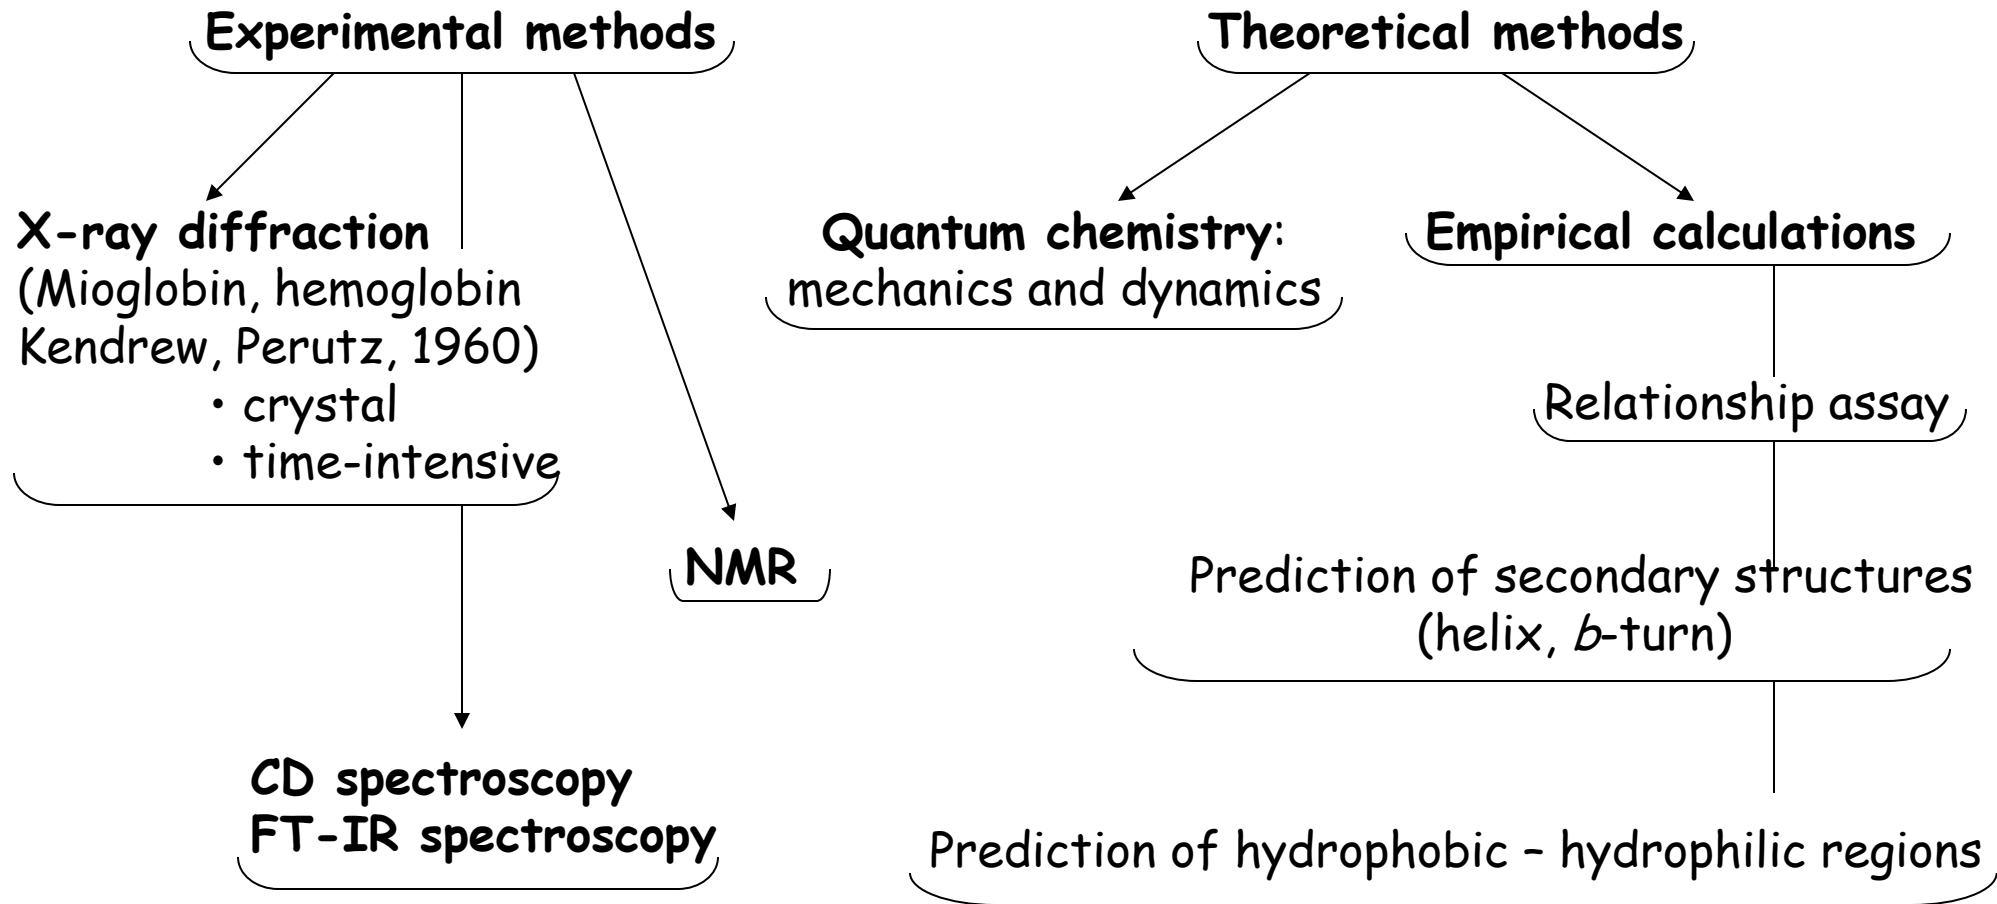 Experimental methods
Theoretical methods
X-ray diffraction
(Mioglobin, hemoglobin
Kendrew, Perutz, 1960)
• crystal
• time-intensive
Quantum chemistry:
mechanics and dynamics
Empirical calculations
Relationship assay
NMR
Prediction of secondary structures
(helix, b-turn)
CD spectroscopy
FT-IR spectroscopy
Prediction of hydrophobic – hydrophilic regions